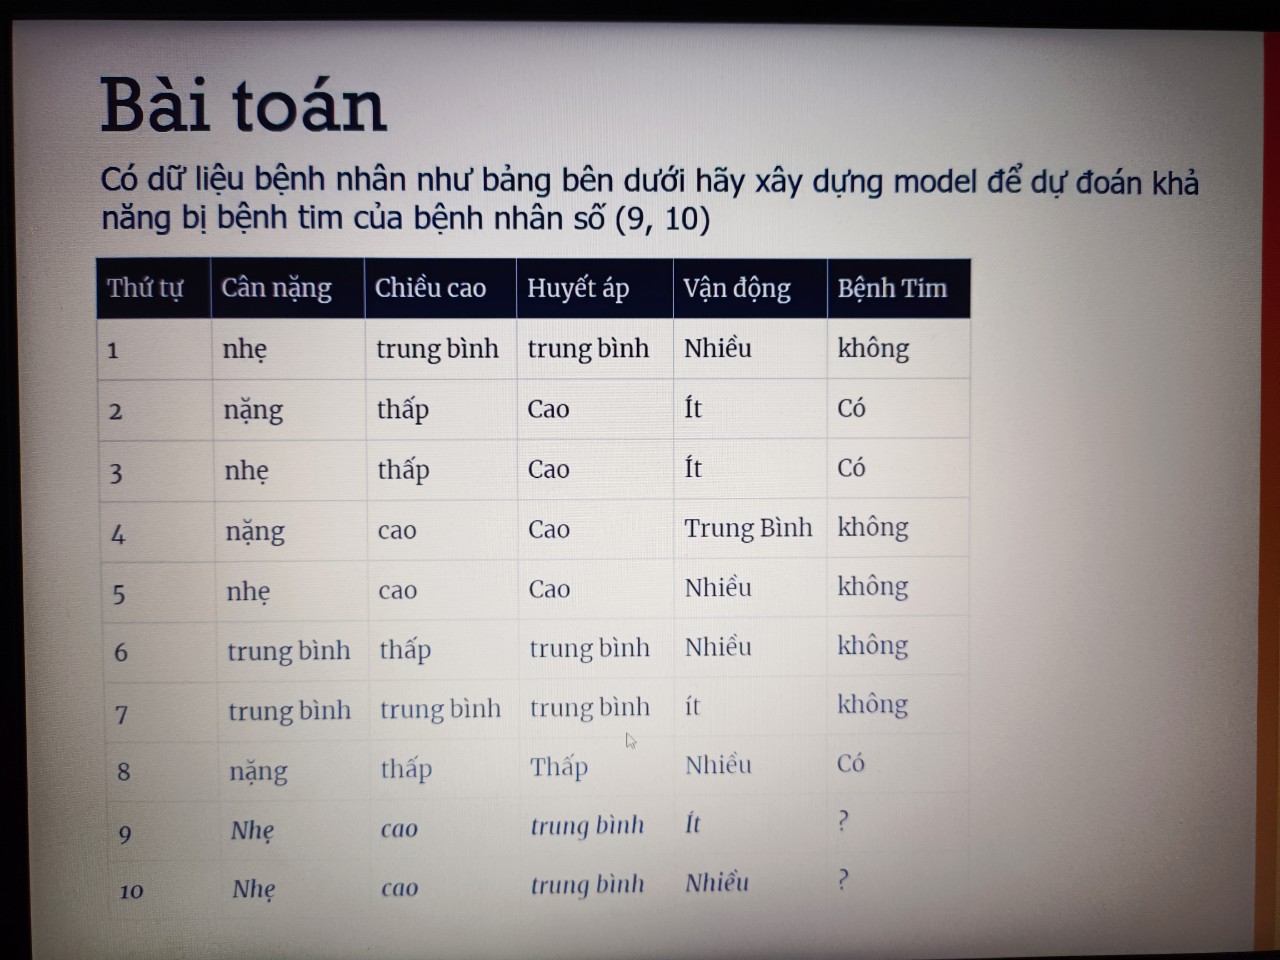 Bài toán
Có dữ liệu bệnh nhân như bảng bên dưới hãy xây dựng model để dự đoán khả
năng bị bệnh tim của bệnh nhân số (9, 10)
Thứ tự Cân nặng Chiều cao Huyết áp Vận động Bệnh Tim
1 nhẹ trung bình trung bình Nhiều không
2 nặng thấp Cao Ít Có
3 nhẹ thấp Cao Ít Có
4 nặng cao Cao Trung Bình không
5 nhẹ cao Cao Nhiều không
6 trung bình thấp trung bình Nhiều không
7 trung bình trung bình trung bình ít không
8 nặng thấp Thấp Nhiều Có
9 Nhẹ cao trung bình Ít ?
10 Nhẹ cao trung bình Nhiều ?